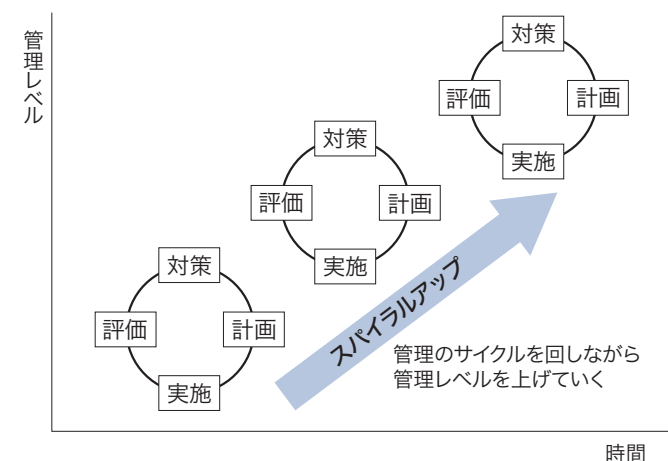 管理レベル
対策
評価
計画
実施
対策
評価
計画
実施
対策
評価
計画
実施
スパイラルアップ
管理のサイクルを回しながら
管理レベルを上げていく
時間